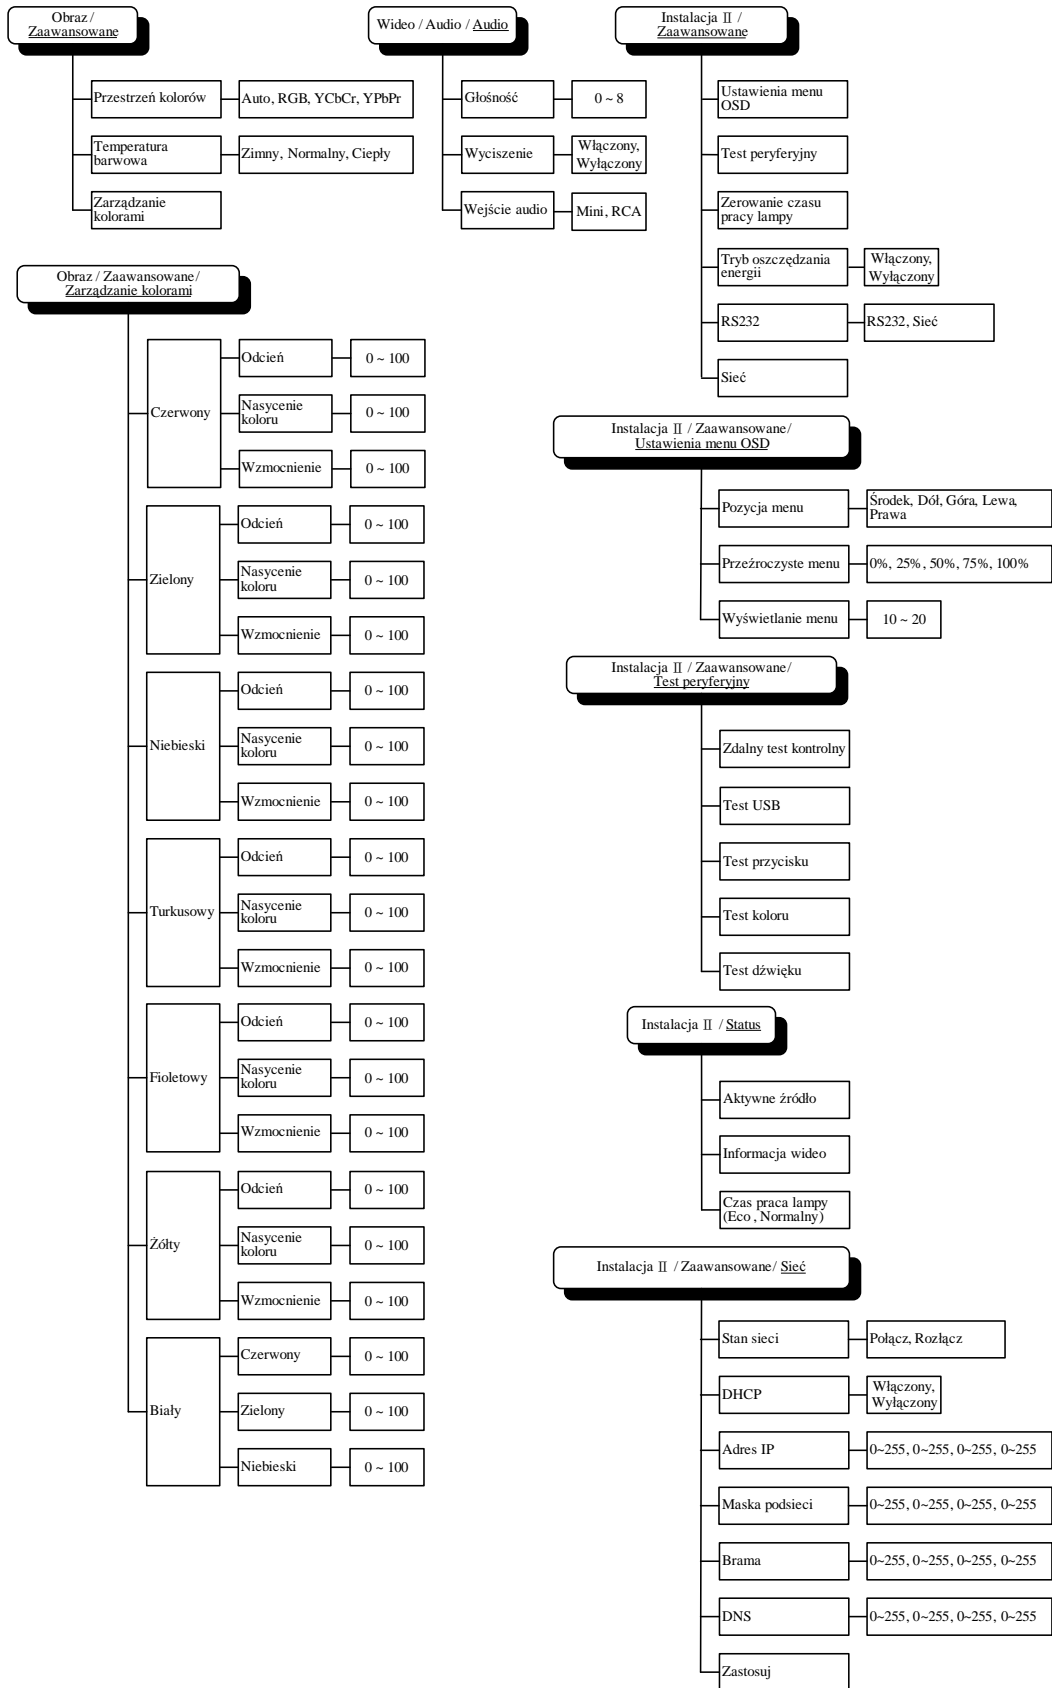 Obraz /
Zaawansowane
Przestrzeń kolorów
Auto, RGB, YCbCr, YPbPr
Temperatura
barwowa
Zimny, Normalny, Ciepły
Zarządzanie
kolorami
Wideo / Audio / Audio
Głośność
0 ~ 8
Wyciszenie
Włączony,
Wyłączony
Wejście audio
Mini, RCA
Instalacja II /
Zaawansowane
Ustawienia menu
OSD
Test peryferyjny
Zerowanie czasu
pracy lampy
Tryb oszczędzania
energii
Włączony,
Wyłączony
RS232
RS232, Sieć
Sieć
Obraz / Zaawansowane/
Zarządzanie kolorami
Czerwony
Odcień
0 ~ 100
Nasycenie
koloru
0 ~ 100
Wzmocnienie
0 ~ 100
Zielony
Odcień
0 ~ 100
Nasycenie
koloru
0 ~ 100
Wzmocnienie
0 ~ 100
Niebieski
Odcień
0 ~ 100
Nasycenie
koloru
0 ~ 100
Wzmocnienie
0 ~ 100
Turkusowy
Odcień
0 ~ 100
Nasycenie
koloru
0 ~ 100
Wzmocnienie
0 ~ 100
Fioletowy
Odcień
0 ~ 100
Nasycenie
koloru
0 ~ 100
Wzmocnienie
0 ~ 100
Żółty
Odcień
0 ~ 100
Nasycenie
koloru
0 ~ 100
Wzmocnienie
0 ~ 100
Biały
Czerwony
0 ~ 100
Zielony
0 ~ 100
Niebieski
0 ~ 100
Instalacja II / Zaawansowane/
Ustawienia menu OSD
Pozycja menu
Środek, Dół, Góra, Lewa,
Prawa
Przeźroczyste menu
0%, 25%, 50%, 75%, 100%
Wyświetlanie menu
10 ~ 20
Instalacja II / Zaawansowane/
Test peryferyjny
Zdalny test kontrolny
Test USB
Test przycisku
Test koloru
Test dźwięku
Instalacja II / Status
Aktywne źródło
Informacja wideo
Czas praca lampy
(Eco , Normalny)
Instalacja II / Zaawansowane/ Sieć
Stan sieci
Połącz, Rozłącz
DHCP
Włączony,
Wyłączony
Adres IP
0~255, 0~255, 0~255, 0~255
Maska podsieci
0~255, 0~255, 0~255, 0~255
Brama
0~255, 0~255, 0~255, 0~255
DNS
0~255, 0~255, 0~255, 0~255
Zastosuj